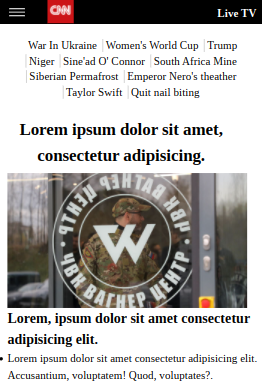 CNN
Live TV
War In Ukraine Women's World Cup Trump
Niger Sine'ad O' Connor South Africa Mine
Siberian Permafrost Emperor Nero's theather
Taylor Swift Quit nail biting
Lorem ipsum dolor sit amet,
consectetur adipisicing.
ЧВК ВАГНЕР ЦЕНТР
W
ЧВК ВАГНЕР ЦЕНТР
Lorem, ipsum dolor sit amet consectetur
adipisicing elit.
Lorem ipsum dolor sit amet consectetur adipisicing elit.
Accusantium, voluptatem! Quod, voluptates?.